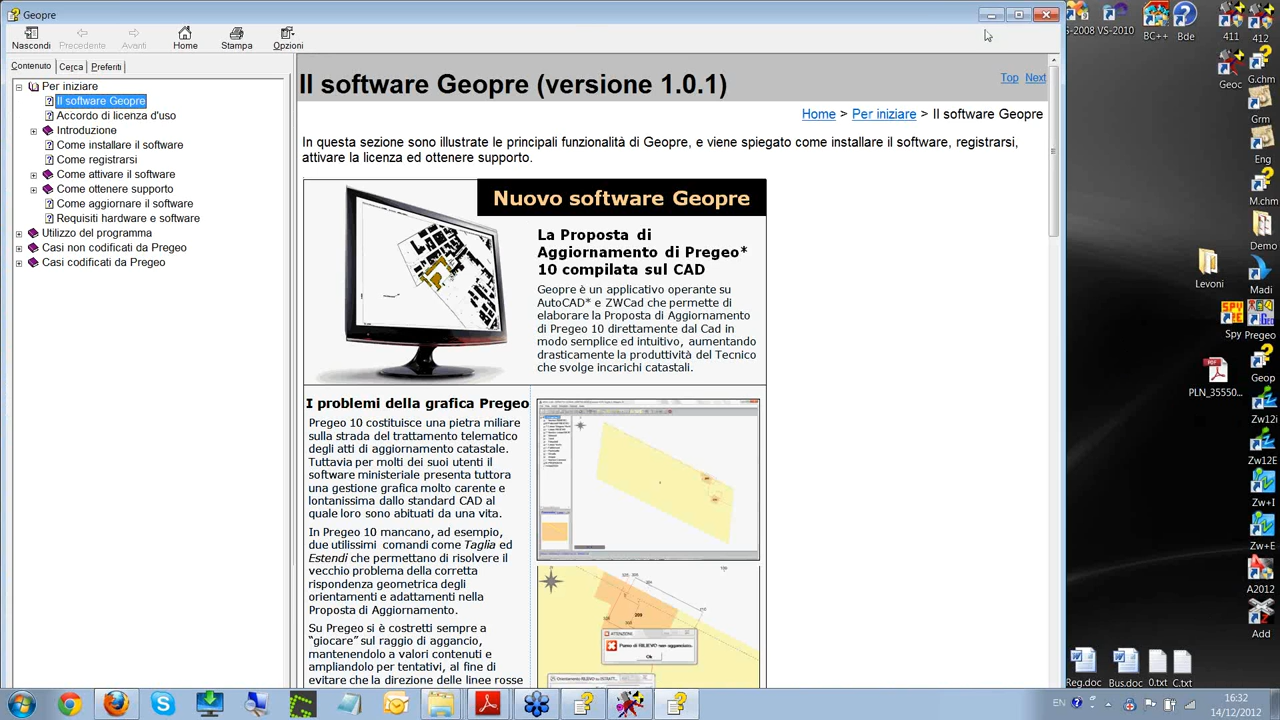 Geopre
Nascondi Precedente Avanti Home Stampa Opzioni
Contenuto Cerca Preferiti
Per iniziare
Il software Geopre
Accordo di licenza d'uso
Introduzione
Come installare il software
Come registrarsi
Come attivare il software
Come ottenere supporto
Come aggiornare il software
Requisiti hardware e software
Utilizzo del programma
Casi non codificati da Pregeo
Casi codificati da Pregeo
Il software Geopre (versione 1.0.1)
Top Next
Home > Per iniziare > Il software Geopre
In questa sezione sono illustrate le principali funzionalità di Geopre, e viene spiegato come installare il software, registrarsi,
attivare la licenza ed ottenere supporto.
Nuovo software Geopre
La Proposta di
Aggiornamento di Pregeo*
10 compilata sul CAD
Geopre è un applicativo operante su
AutoCAD* e ZWCad che permette di
elaborare la Proposta di Aggiornamento
di Pregeo 10 direttamente dal Cad in
modo semplice ed intuitivo, aumentando
drasticamente la produttività del Tecnico
che svolge incarichi catastali.
I problemi della grafica Pregeo
Pregeo 10 costituisce una pietra miliare
sulla strada del trattamento telematico
degli atti di aggiornamento catastale.
Tuttavia per molti dei suoi utenti il
software ministeriale presenta tuttora
una gestione grafica molto carente e
lontanissima dallo standard CAD al
quale loro sono abituati da una vita.
In Pregeo 10 mancano, ad esempio,
due utilissimi comandi come Taglia ed
Estendi che permettano di risolvere il
vecchio problema della corretta
rispondenza geometrica degli
orientamenti e adattamenti nella
Proposta di Aggiornamento.
Su Pregeo si è costretti sempre a
"giocare" sul raggio di aggancio,
mantenendolo a valori contenuti e
ampliandolo per tentativi, al fine di
evitare che la direzione delle linee rosse
ATTENZIONE
Punto di RILIEVO non agganciato.
Ok
S-2008 VS-2010 BC++ Bde 411 412
Geoc G.chm
Grm
Eng
M.chm
Levoni Demo
Madi
Spy Pregeo
PLN_35550... Geop
Zw12i
Zw12E
Zw+I
Zw+E
A2012
Add
Reg.doc Bus.doc 0.txt C.txt
EN 16:32
14/12/2012